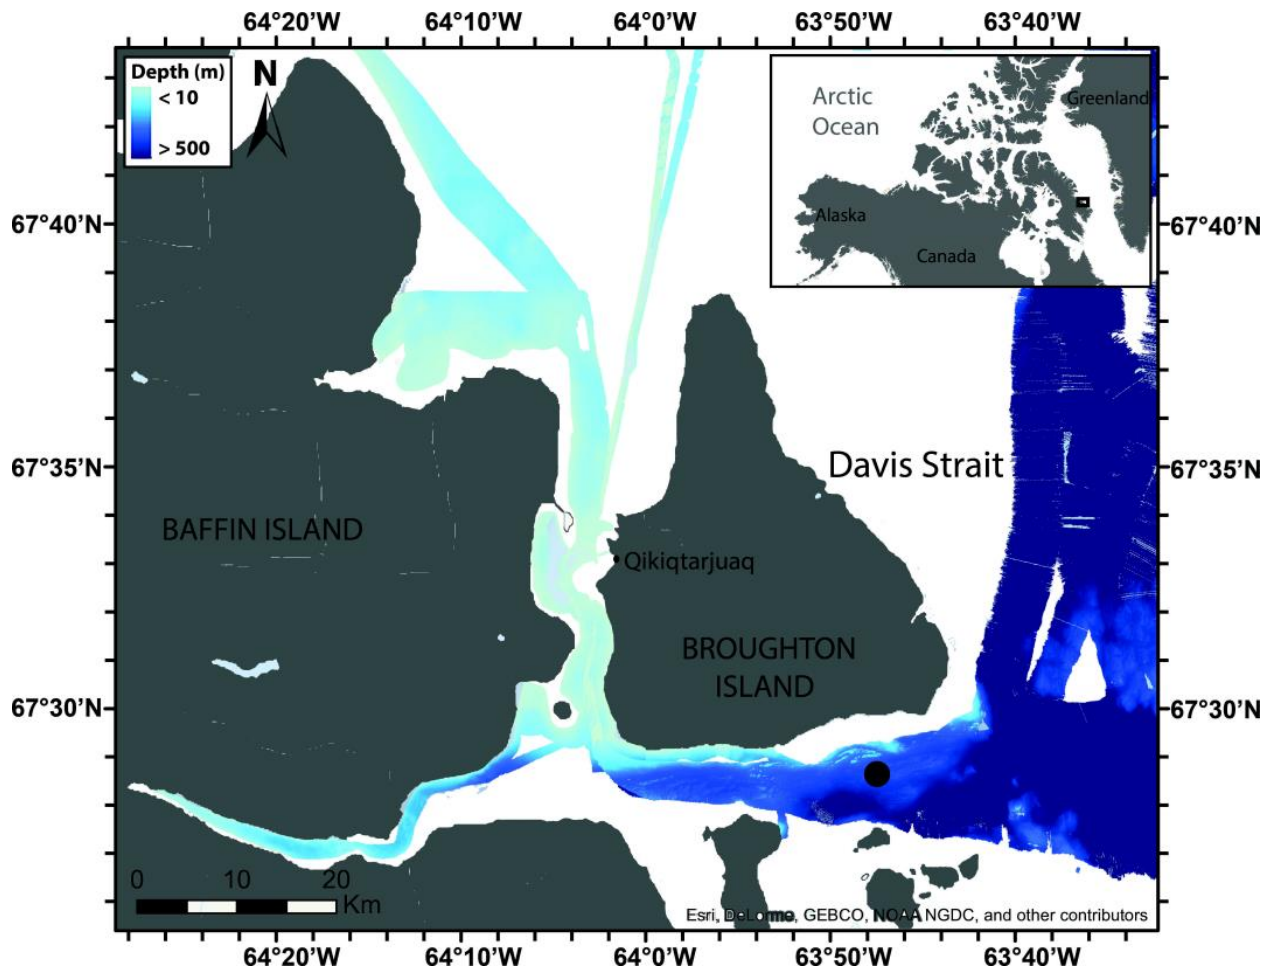 64°20’W 64°10’W 64°0’W 63°50’W 63°40’W
Depth (m)
< 10
> 500
N
Arctic
Ocean
Greenland
Alaska
Canada
67°40’N 67°40’N
67°35’N 67°35’N
Davis Strait
BAFFIN ISLAND
Qikiqtarjuaq
BROUGHTON
ISLAND
67°30’N 67°30’N
0 10 20
Km
Esri, DeLorme, GEBCO, NOAA NGDC, and other contributors
64°20’W 64°10’W 64°0’W 63°50’W 63°40’W